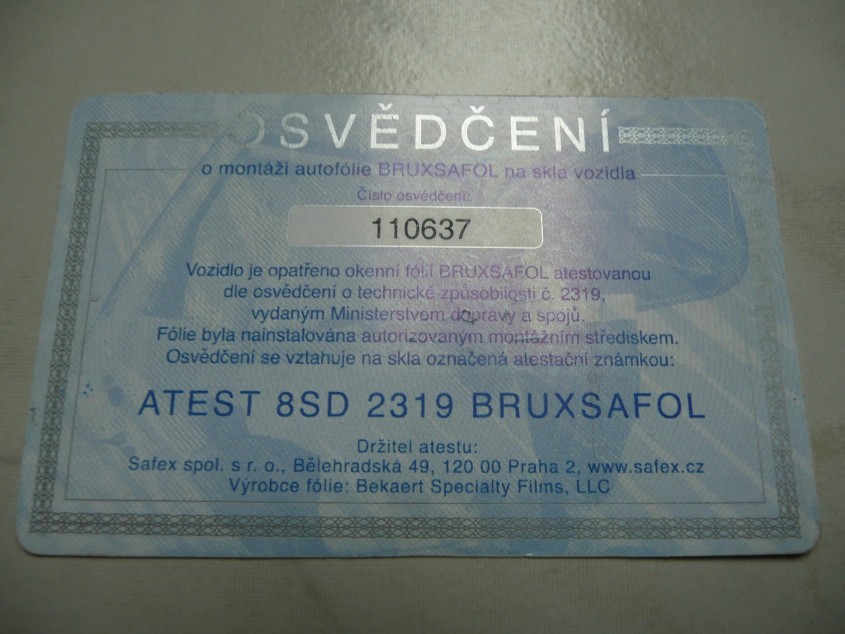 OSVĚDČENÍ
o montáži autofólie BRUXSAFOL na skla vozidla
Číslo osvědčení:
110637
Vozidlo je opatřeno okenní fólií BRUXSAFOL atestovanou
dle osvědčení o technické způsobilosti č. 2319,
vydaným Ministerstvem dopravy a spojů.
Fólie byla nainstalována autorizovaným montážním střediskem.
Osvědčení se vztahuje na skla označená atestační známkou:
ATEST 8SD 2319 BRUXSAFOL
Držitel atestu:
Safex spol. s r. o., Bělehradská 49, 120 00 Praha 2, www.safex.cz
Výrobce fólie: Bekaert Specialty Films, LLC